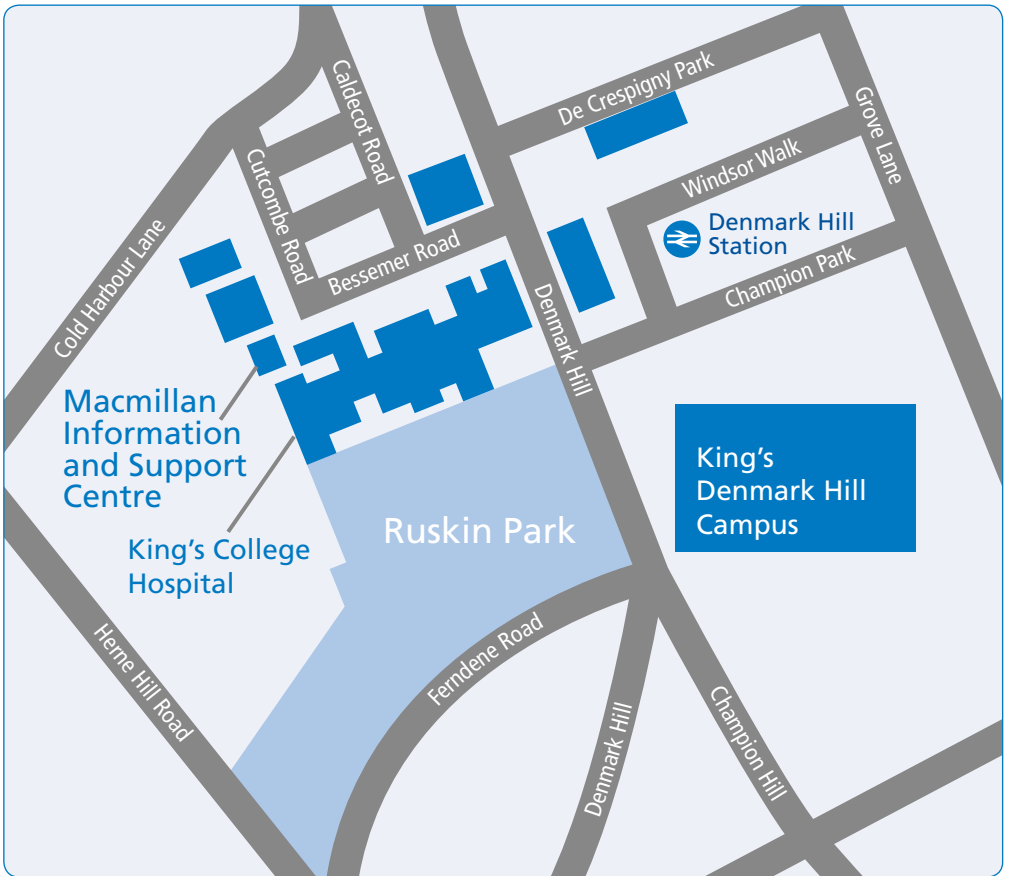 Caldecot Road
De Crespigny Park
Grove Lane
Cutcombe Road
Windsor Walk
Cold Harbour Lane
Bessemer Road
Denmark Hill
Station
Champion Park
Denmark Hill
Macmillan
Information
and Support
Centre
King's
Denmark Hill
Campus
Ruskin Park
King's College
Hospital
Herne Hill Road
Ferndene Road
Denmark Hill
Champion Hill